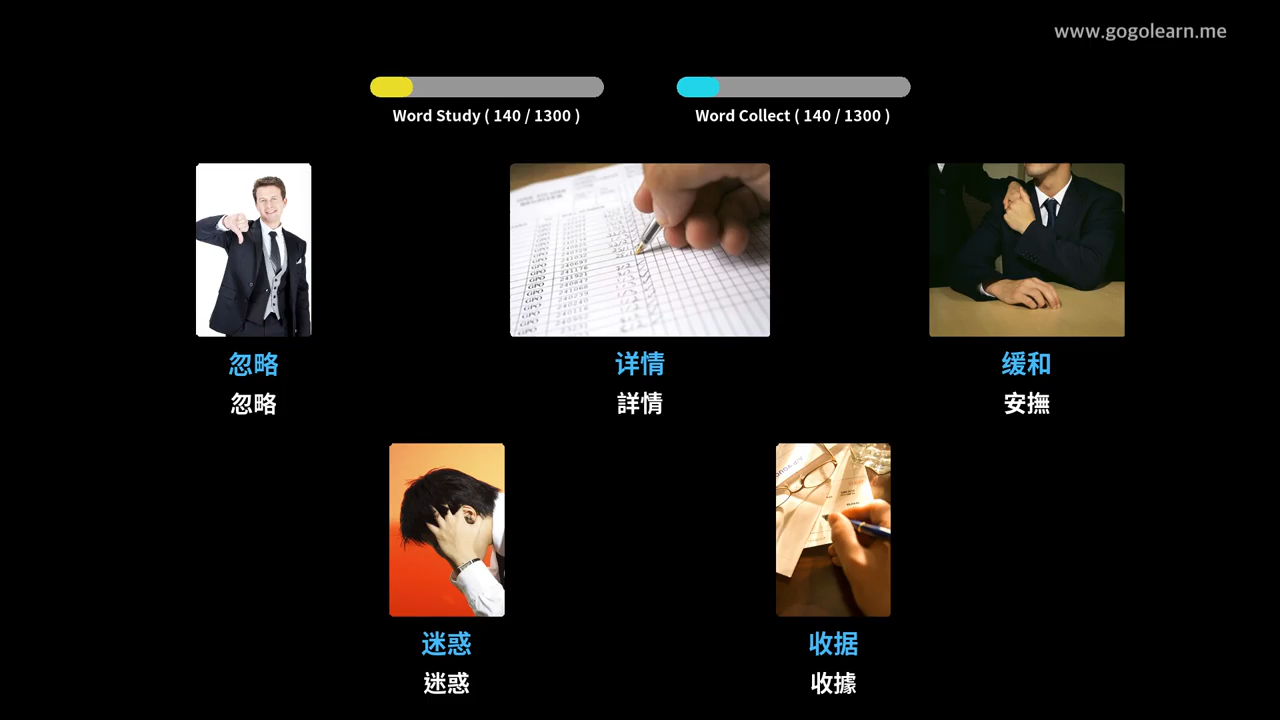 www.gogolearn.me
Word Study ( 140 / 1300 )
Word Collect ( 140 / 1300 )
忽略
忽略
详情
詳情
缓和
安撫
迷惑
迷惑
收据
收據